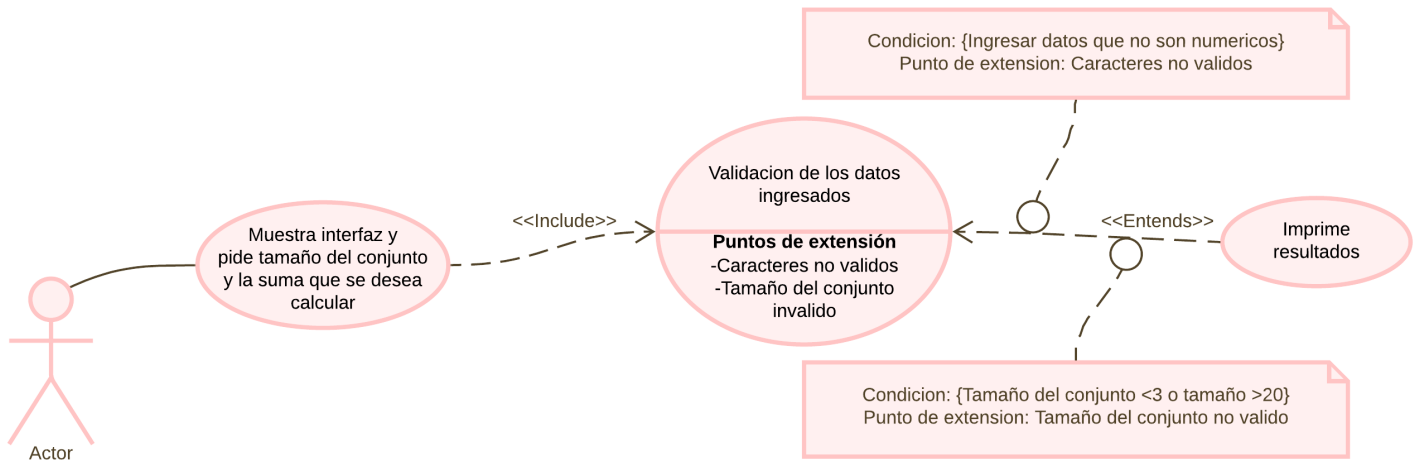 Condicion: {Ingresar datos que no son numericos}
Punto de extension: Caracteres no validos
Validacion de los datos
ingresados
Puntos de extensión
-Caracteres no validos
-Tamaño del conjunto
invalido
<<Include>>
<<Entends>>
Muestra interfaz y
pide tamaño del conjunto
y la suma que se desea
calcular
Imprime
resultados
Condicion: {Tamaño del conjunto <3 o tamaño >20}
Punto de extension: Tamaño del conjunto no valido
Actor